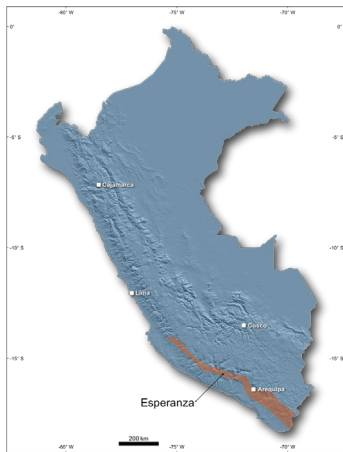 -80° W
-75° W
-70° W
0°
-5° S
Cajamarca
-10° S
Lima
Cusco
-15° S
Arequipa
Esperanza
200 km
-80° W
-75° W
-70° W